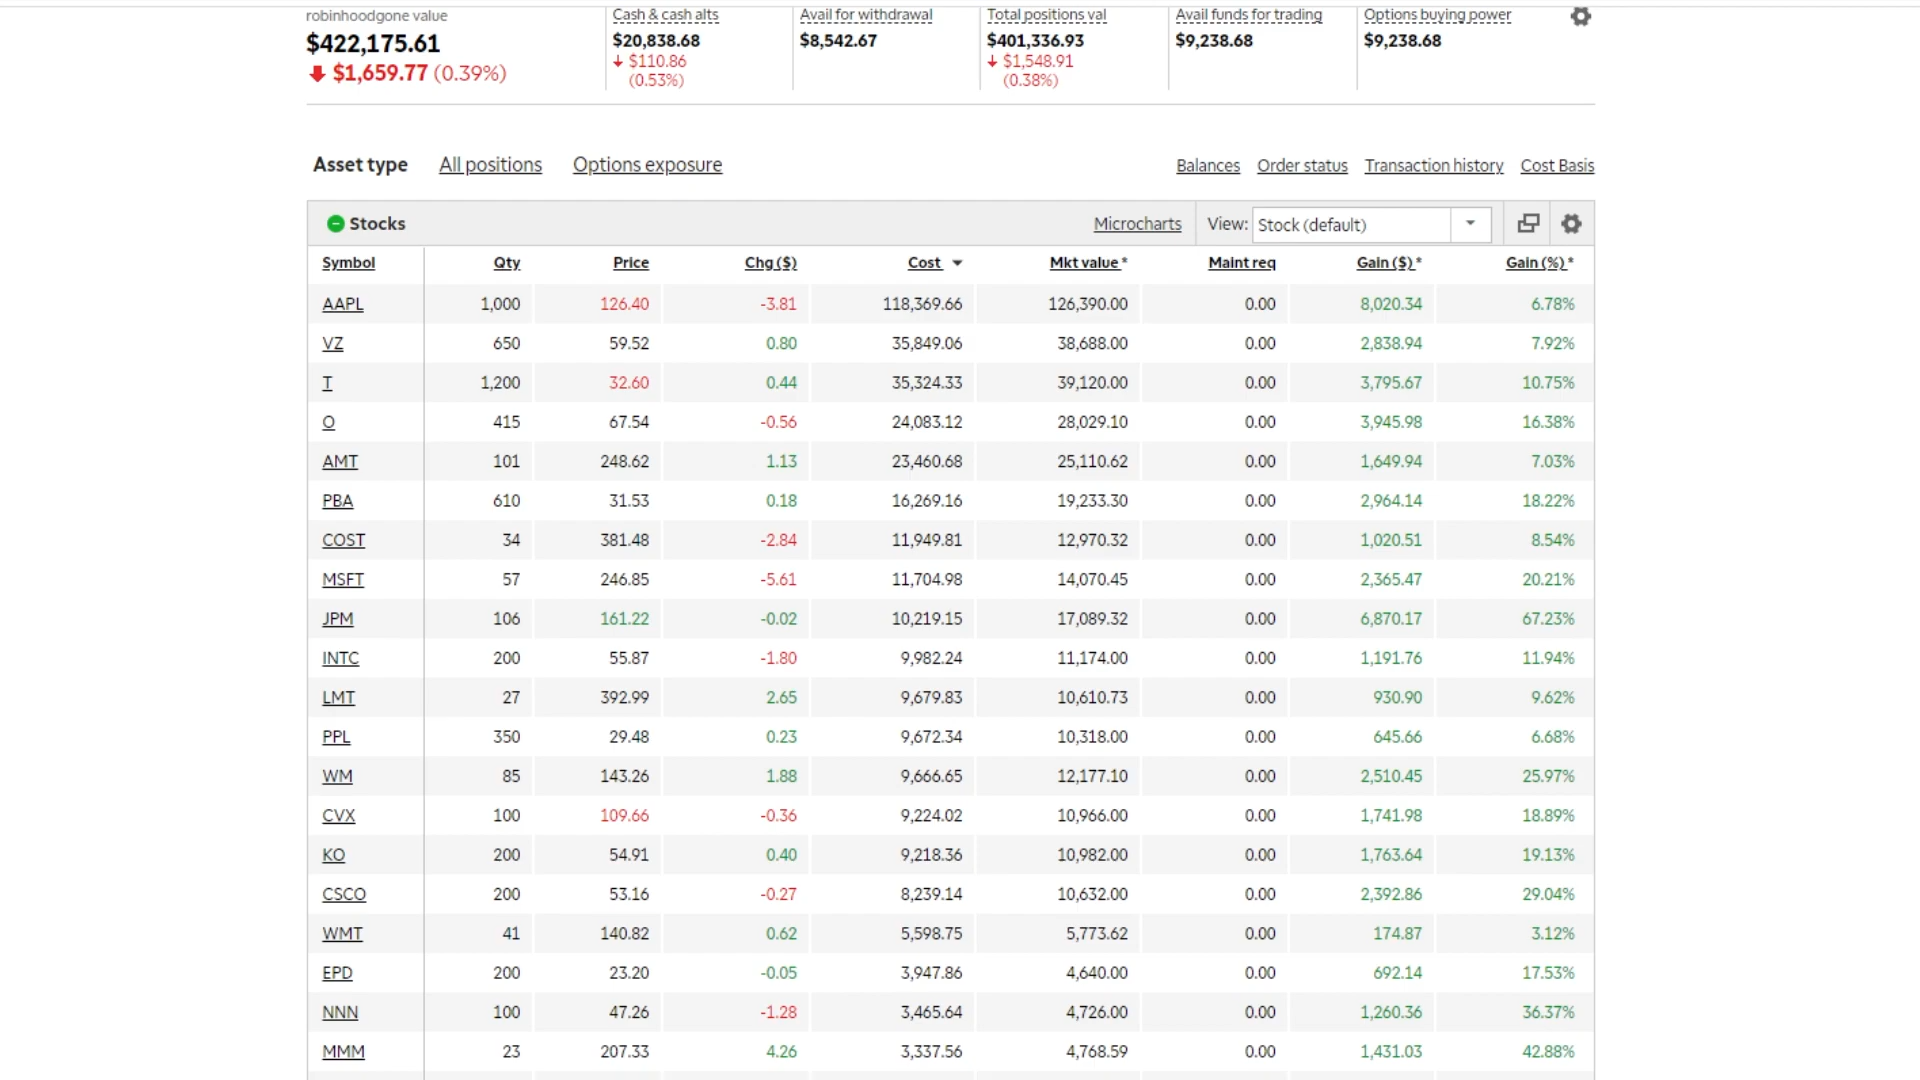 robinhoodgone value Cash & cash alts Avail for withdrawal Total positions val Avail funds for trading Options buying power
$422,175.61 $20,838.68 $8,542.67 $401,336.93 $9,238.68 $9,238.68
$1,659.77 (0.39%) $110.86 $1,548.91
(0.53%) (0.38%)
Asset type All positions Options exposure Balances Order status Transaction history Cost Basis
Stocks Microcharts View: Stock (default)
Symbol Qty Price Chg ($) Cost Mkt value * Maint req Gain ($) * Gain (%) *
AAPL 1,000 126.40 -3.81 118,369.66 126,390.00 0.00 8,020.34 6.78%
VZ 650 59.52 0.80 35,849.06 38,688.00 0.00 2,838.94 7.92%
T 1,200 32.60 0.44 35,324.33 39,120.00 0.00 3,795.67 10.75%
O 415 67.54 -0.56 24,083.12 28,029.10 0.00 3,945.98 16.38%
AMT 101 248.62 1.13 23,460.68 25,110.62 0.00 1,649.94 7.03%
PBA 610 31.53 0.18 16,269.16 19,233.30 0.00 2,964.14 18.22%
COST 34 381.48 -2.84 11,949.81 12,970.32 0.00 1,020.51 8.54%
MSFT 57 246.85 -5.61 11,704.98 14,070.45 0.00 2,365.47 20.21%
JPM 106 161.22 -0.02 10,219.15 17,089.32 0.00 6,870.17 67.23%
INTC 200 55.87 -1.80 9,982.24 11,174.00 0.00 1,191.76 11.94%
LMT 27 392.99 2.65 9,679.83 10,610.73 0.00 930.90 9.62%
PPL 350 29.48 0.23 9,672.34 10,318.00 0.00 645.66 6.68%
WM 85 143.26 1.88 9,666.65 12,177.10 0.00 2,510.45 25.97%
CVX 100 109.66 -0.36 9,224.02 10,966.00 0.00 1,741.98 18.89%
KO 200 54.91 0.40 9,218.36 10,982.00 0.00 1,763.64 19.13%
CSCO 200 53.16 -0.27 8,239.14 10,632.00 0.00 2,392.86 29.04%
WMT 41 140.82 0.62 5,598.75 5,773.62 0.00 174.87 3.12%
EPD 200 23.20 -0.05 3,947.86 4,640.00 0.00 692.14 17.53%
NNN 100 47.26 -1.28 3,465.64 4,726.00 0.00 1,260.36 36.37%
MMM 23 207.33 4.26 3,337.56 4,768.59 0.00 1,431.03 42.88%